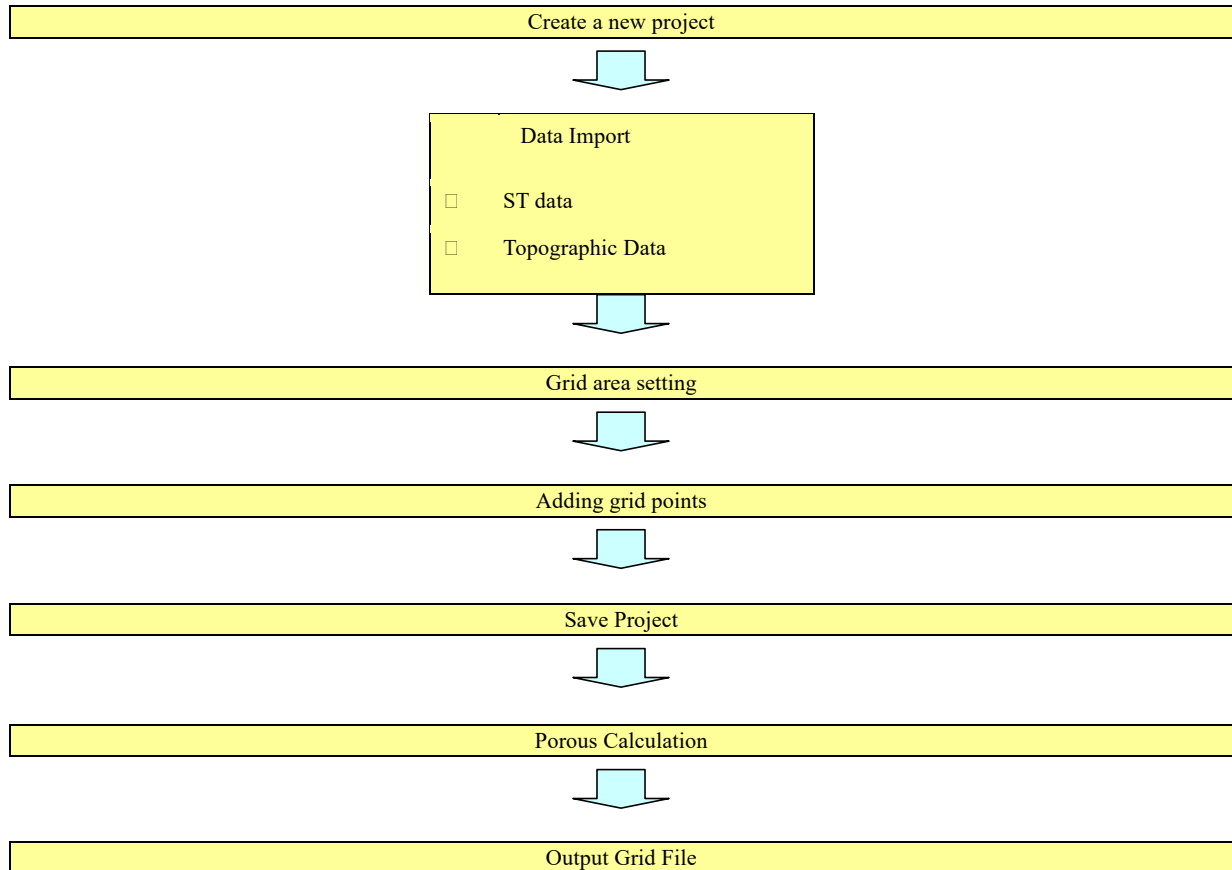 Create a new project
Data Import
ST data
Topographic Data
Grid area setting
Adding grid points
Save Project
Porous Calculation
Output Grid File